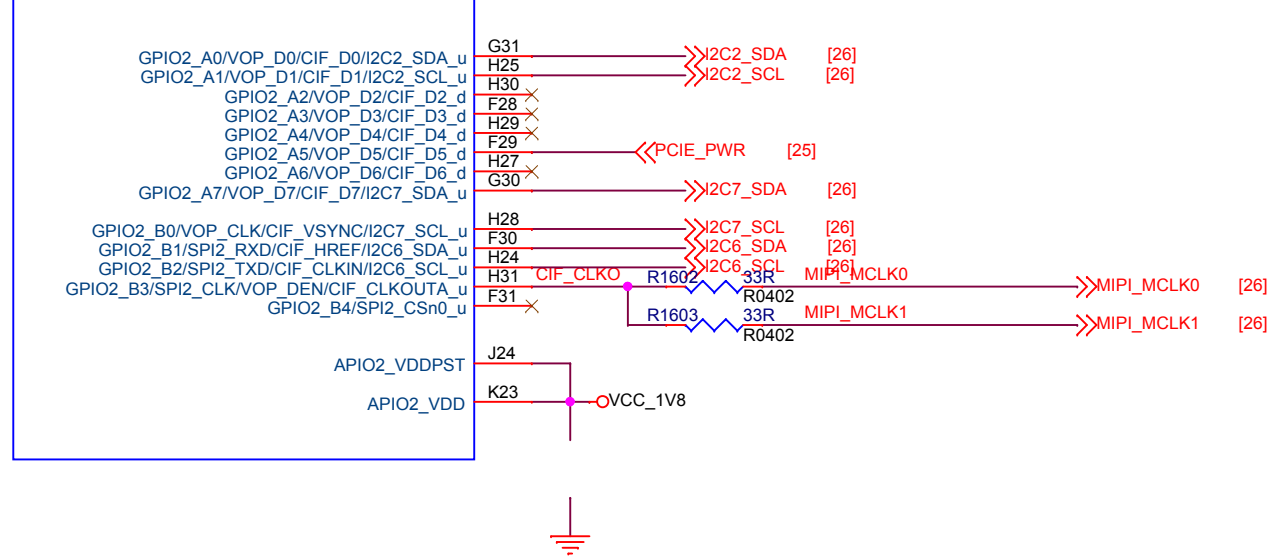 GPIO2_A0/VOP_D0/CIF_D0/I2C2_SDA_u G31 I2C2_SDA [26]
GPIO2_A1/VOP_D1/CIF_D1/I2C2_SCL_u H25 I2C2_SCL [26]
GPIO2_A2/VOP_D2/CIF_D2_d H30
GPIO2_A3/VOP_D3/CIF_D3_d F28
GPIO2_A4/VOP_D4/CIF_D4_d H29
GPIO2_A5/VOP_D5/CIF_D5_d F29 PCIE_PWR [25]
GPIO2_A6/VOP_D6/CIF_D6_d H27
GPIO2_A7/VOP_D7/CIF_D7/I2C7_SDA_u G30 I2C7_SDA [26]
GPIO2_B0/VOP_CLK/CIF_VSYNC/I2C7_SCL_u H28 I2C7_SCL [26]
GPIO2_B1/SPI2_RXD/CIF_HREF/I2C6_SDA_u F30 I2C6_SDA [26]
GPIO2_B2/SPI2_TXD/CIF_CLKIN/I2C6_SCL_u H24 I2C6_SCL [26]
GPIO2_B3/SPI2_CLK/VOP_DEN/CIF_CLKOUTA_u H31 CIF_CLKO R1602 33R MIPI_MCLK0 MIPI_MCLK0 [26]
R0402
GPIO2_B4/SPI2_CSn0_u F31
R1603 33R MIPI_MCLK1 MIPI_MCLK1 [26]
R0402
APIO2_VDDPST J24
APIO2_VDD K23 VCC_1V8